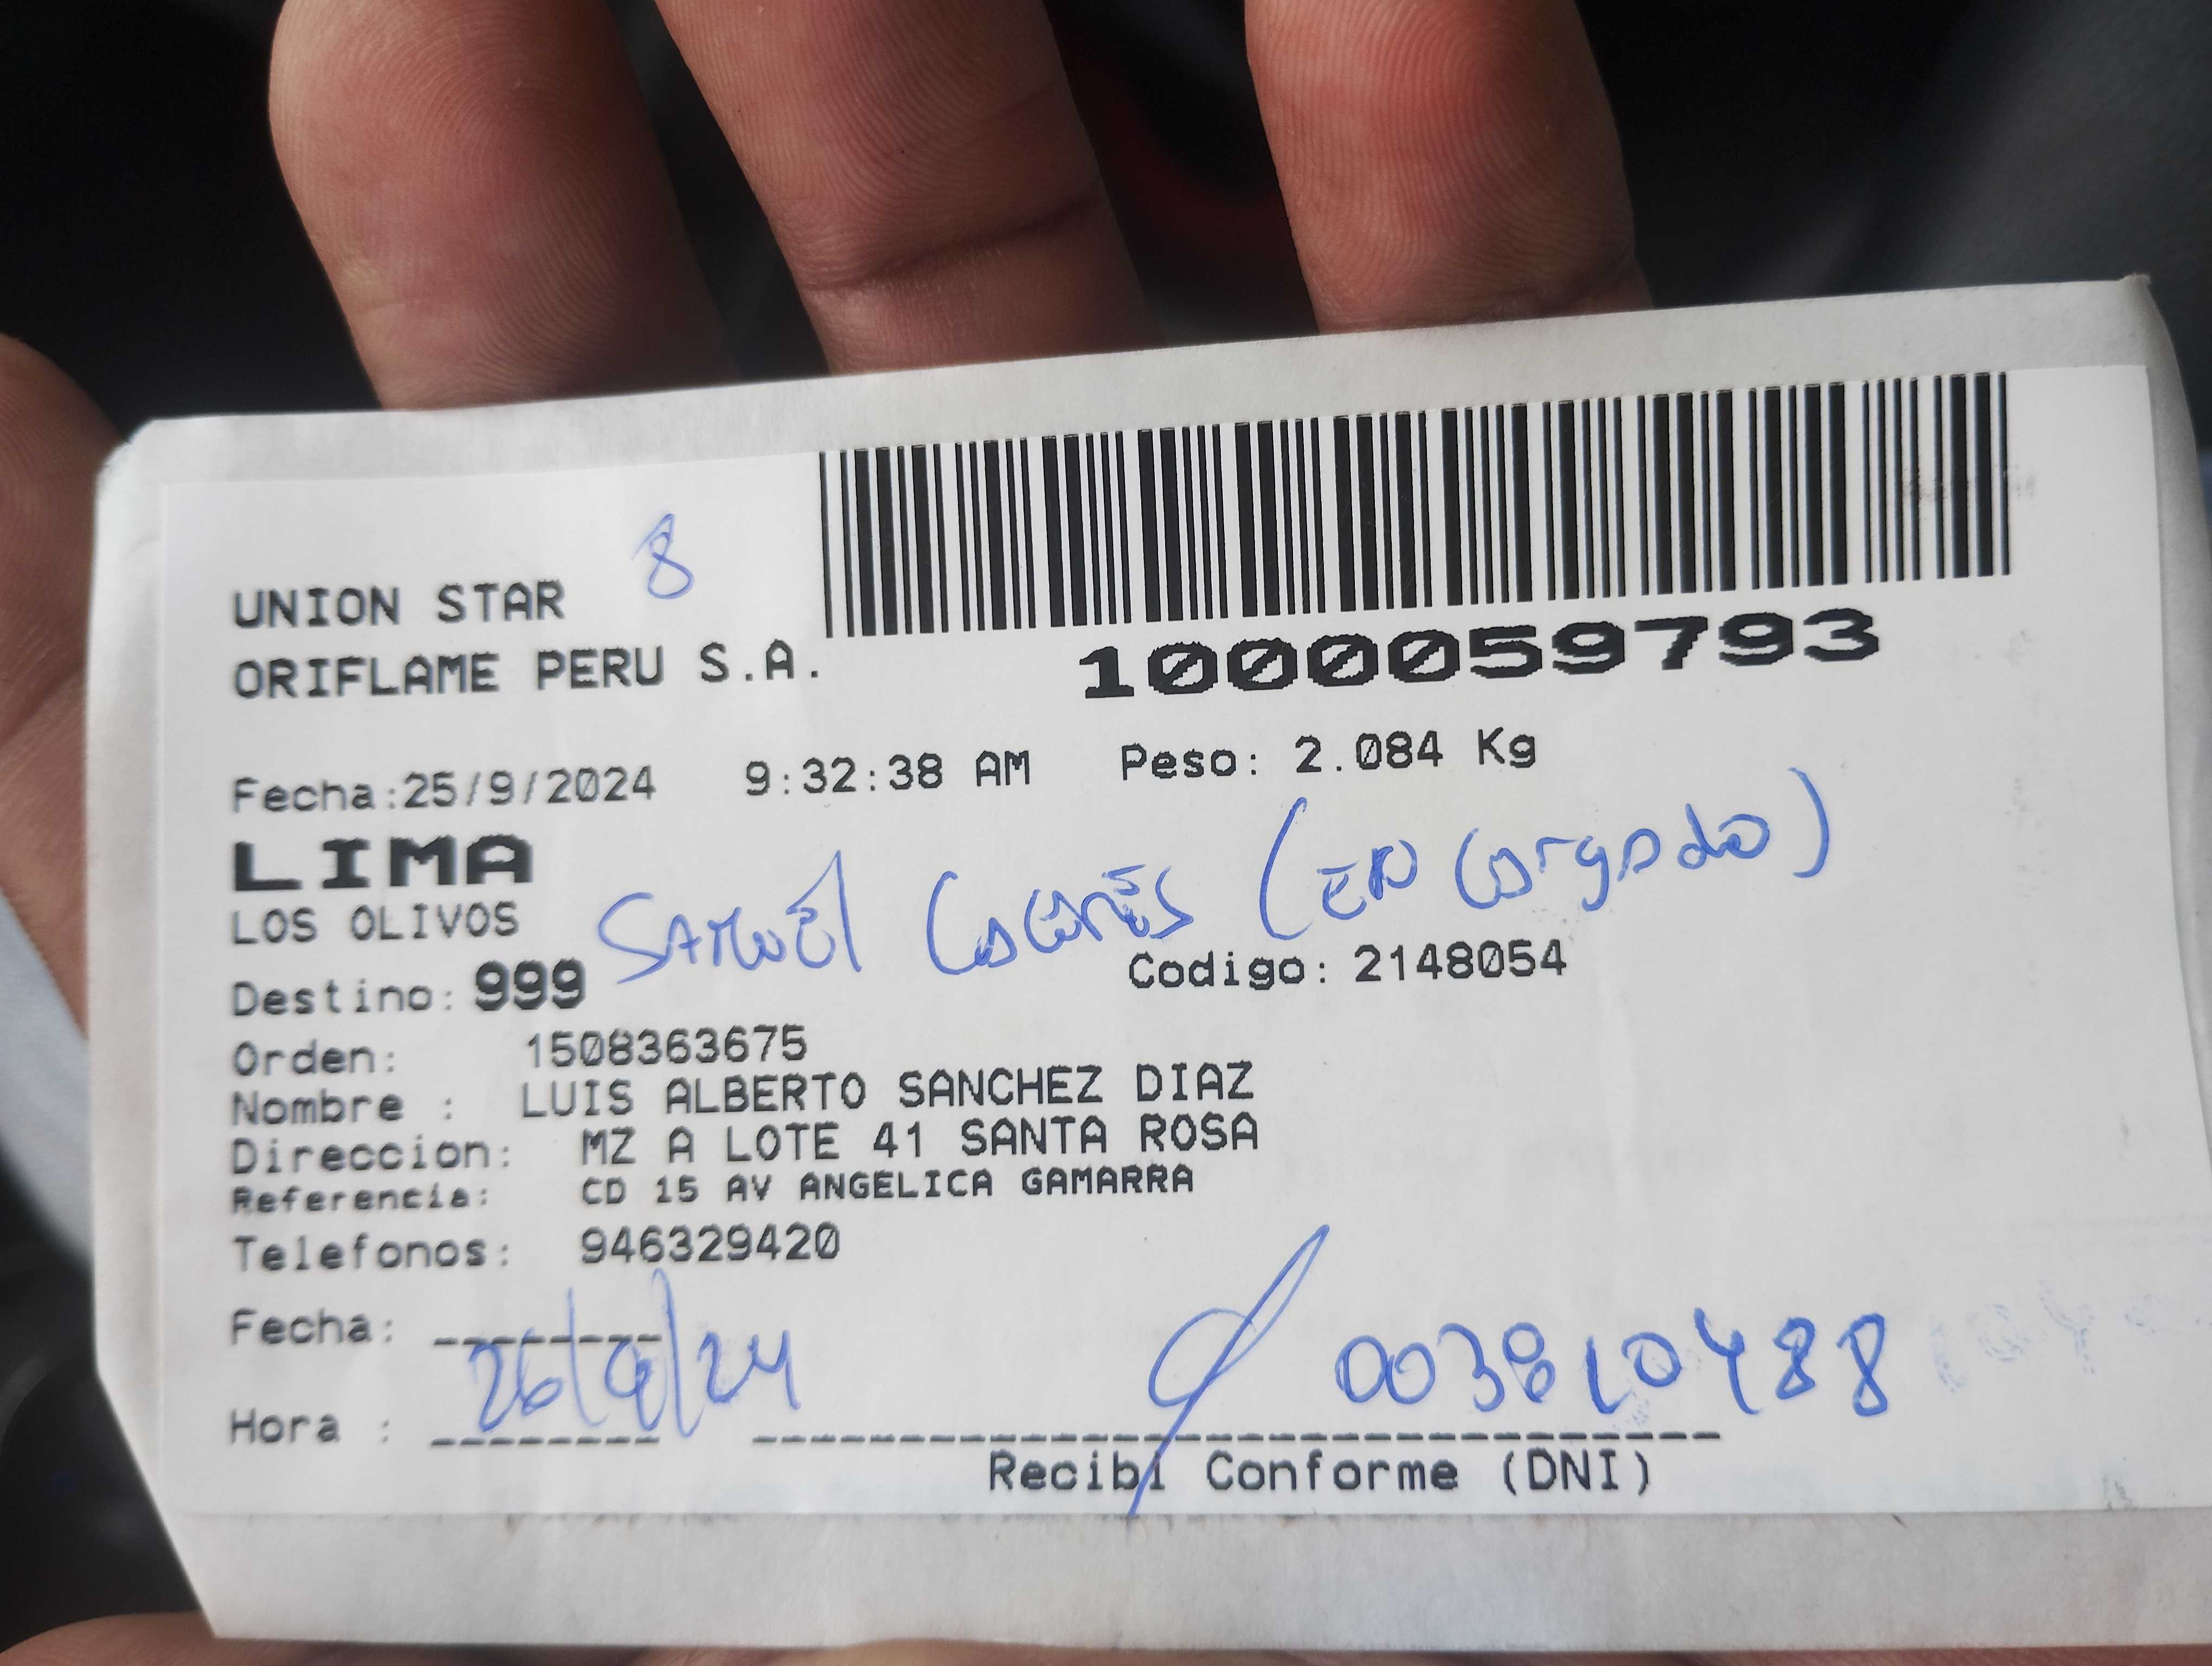 UNION STAR 8
ORIFLAME PERU S.A.
1000059793
Fecha:25/9/2024 9:32:38 AM Peso: 2.084 Kg
LIMA
LOS OLIVOS
SAMUEl (ENCargado)
Destino: 999 Codigo: 2148054
Orden: 1508363675
Nombre : LUIS ALBERTO SANCHEZ DIAZ
Direccion: MZ A LOTE 41 SANTA ROSA
Referencia: CD 15 AV ANGELICA GAMARRA
Telefonos: 946329420
Fecha: 26/9/24
003810488
Hora :
Recibi Conforme (DNI)